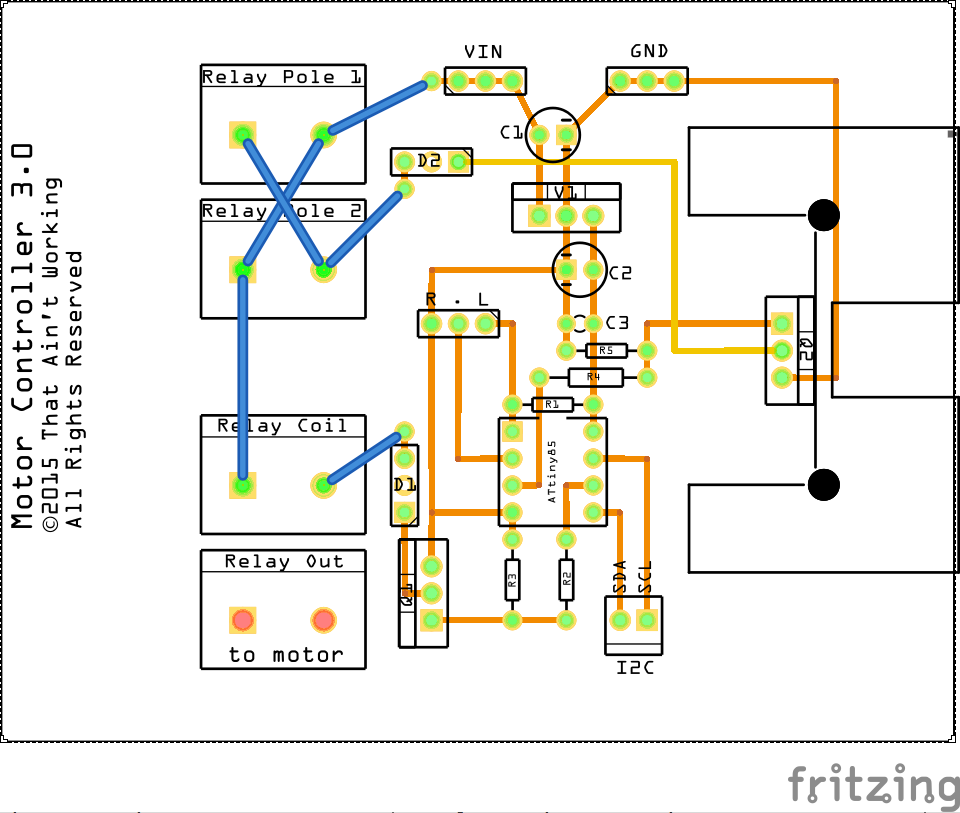 Motor Controller 3.0
©2015 That Ain't Working
All Rights Reserved
Relay Pole 1
VIN
GND
C1
D2
V1
Relay Pole 2
C2
R . L
C3
R5
R4
Q2
R1
Relay Coil
ATtiny85
D1
Relay Out
Q1
R3
R2
SDA
SCL
to motor
I2C
fritzing